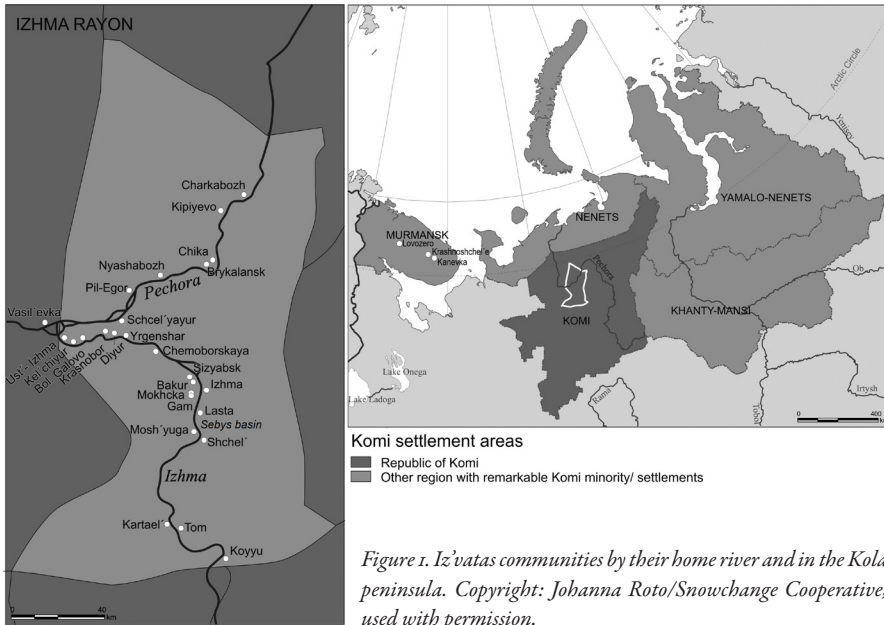 IZHMA RAYON
Charkabozh
Kipiyevo
Chika
Brykalansk
Nyashabozh
Pechora
Pil-Egor
Vasil´evka
Schcel´yayur
Ust´- Izhma
Kel´chiyur
Bol. Galovo
Krasnobor
Diyur
Yrgenshar
Chemoborskaya
Sizyabsk
Bakur
Izhma
Mokhcka
Gam
Lasta
Sebys basin
Mosh´yuga
Shchel´
Izhma
Kartael´
Tom
Koyyu
0 40
km
Arctic Circle
Yenisey
NENETS
YAMALO-NENETS
MURMANSK
Lovozero
Krashnoshchel´e
Kanevka
Pechora
Ob
KOMI
KHANTY-MANSI
Lake Onega
Lake/Ladoga
Kama
Irtysh
Tobol
0 400
km
Komi settlement areas
Republic of Komi
Other region with remarkable Komi minority/ settlements
Figure 1. Iz’vatas communities by their home river and in the Kola
peninsula. Copyright: Johanna Roto/Snowchange Cooperative,
used with permission.